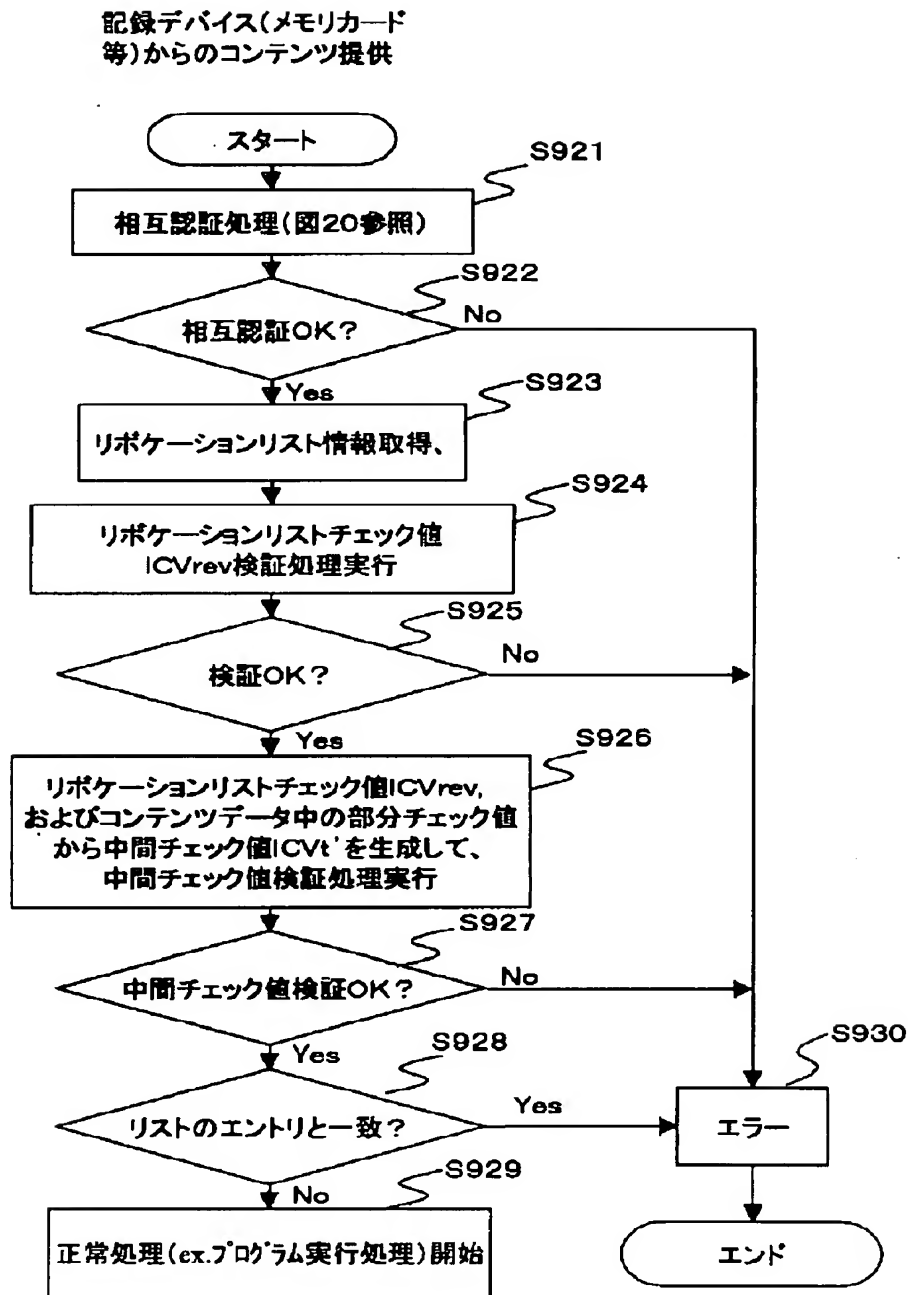 記録デバイス(メモリカード
等)からのコンテンツ提供
スタート
S921
相互認証処理(図20参照)
S922
相互認証OK?
No
Yes
S923
リボケーションリスト情報取得、
S924
リボケーションリストチェック値
ICVrev検証処理実行
S925
検証OK?
No
Yes
S926
リボケーションリストチェック値ICVrev,
およびコンテンツデータ中の部分チェック値
から中間チェック値ICVt'を生成して、
中間チェック値検証処理実行
S927
中間チェック値検証OK?
No
Yes
S928
リストのエントリと一致?
Yes
S930
エラー
No
S929
正常処理(ex.プログラム実行処理)開始
エンド